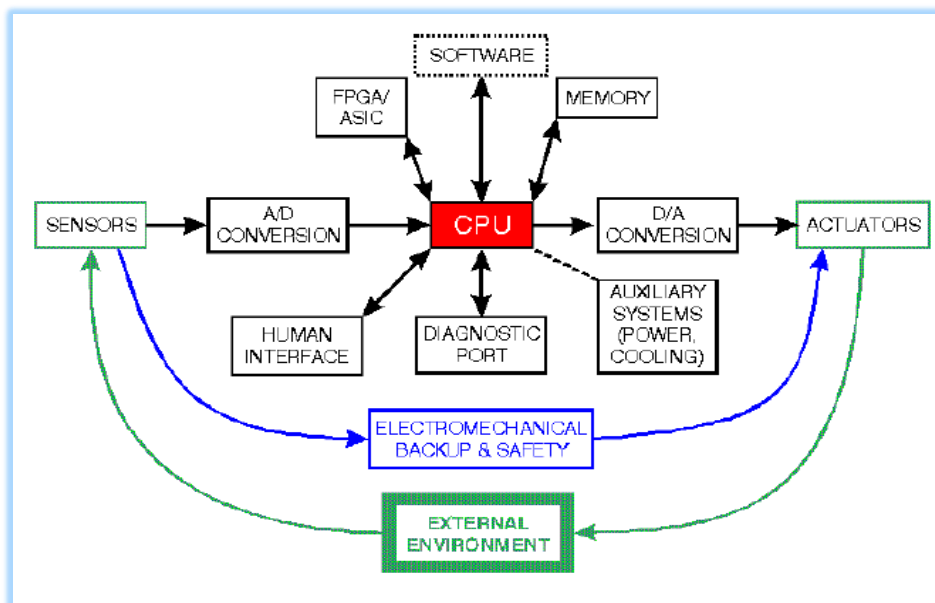 SOFTWARE
FPGA/
ASIC
MEMORY
SENSORS
A/D
CONVERSION
CPU
D/A
CONVERSION
ACTUATORS
HUMAN
INTERFACE
DIAGNOSTIC
PORT
AUXILIARY
SYSTEMS
(POWER,
COOLING)
ELECTROMECHANICAL
BACKUP & SAFETY
EXTERNAL
ENVIRONMENT